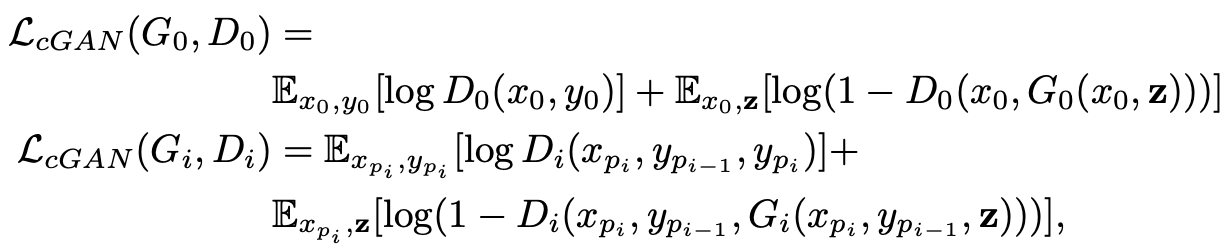 ℒ_{cGAN}(G_0, D_0) =
𝔼_{x_0,y_0}[log D_0(x_0, y_0)] + 𝔼_{x_0,𝐳}[log(1 − D_0(x_0, G_0(x_0, 𝐳)))]
ℒ_{cGAN}(G_i, D_i) = 𝔼_{x_{p_i},y_{p_i}}[log D_i(x_{p_i}, y_{p_{i−1}}, y_{p_i})]+
𝔼_{x_{p_i},𝐳}[log(1 − D_i(x_{p_i}, y_{p_{i−1}}, G_i(x_{p_i}, y_{p_{i−1}}, 𝐳)))],